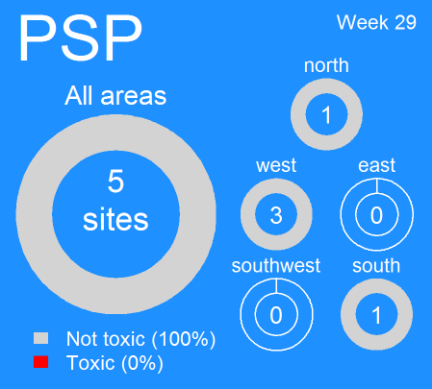 PSP
Week 29
All areas
5
sites
north
1
west
3
east
0
southwest
0
south
1
Not toxic (100%)
Toxic (0%)